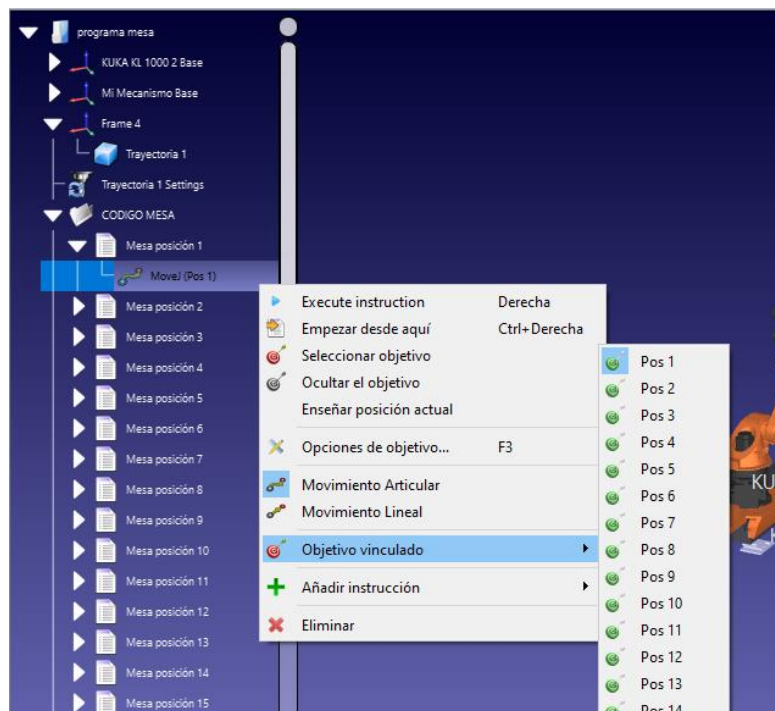 programa mesa
KUKA KL 1000 2 Base
Mi Mecanismo Base
Frame 4
Trayectoria 1
Trayectoria 1 Settings
CODIGO MESA
Mesa posición 1
MoveJ (Pos 1)
Mesa posición 2
Mesa posición 3
Mesa posición 4
Mesa posición 5
Mesa posición 6
Mesa posición 7
Mesa posición 8
Mesa posición 9
Mesa posición 10
Mesa posición 11
Mesa posición 12
Mesa posición 13
Mesa posición 14
Mesa posición 15
Execute instruction Derecha
Empezar desde aquí Ctrl+Derecha
Seleccionar objetivo
Ocultar el objetivo
Enseñar posición actual
Opciones de objetivo... F3
Movimiento Articular
Movimiento Lineal
Objetivo vinculado
Añadir instrucción
Eliminar
Pos 1
Pos 2
Pos 3
Pos 4
Pos 5
Pos 6
Pos 7
Pos 8
Pos 9
Pos 10
Pos 11
Pos 12
Pos 13
Pos 14
KU